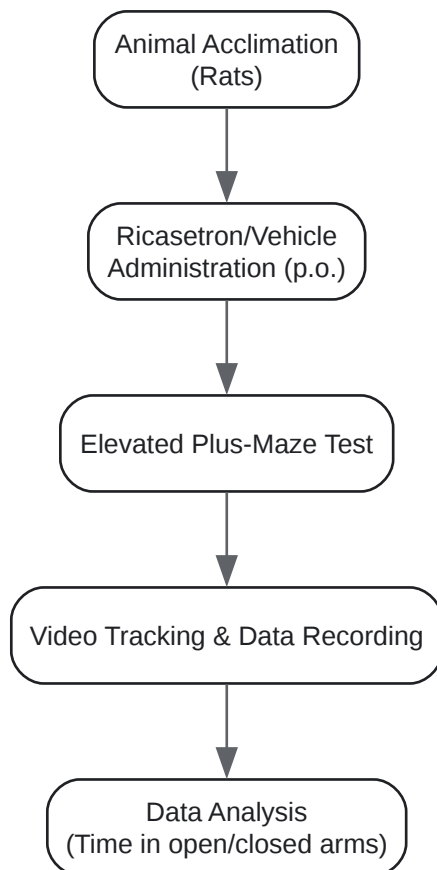 Animal Acclimation
(Rats)
Ricasetron/Vehicle
Administration (p.o.)
Elevated Plus-Maze Test
Video Tracking & Data Recording
Data Analysis
(Time in open/closed arms)